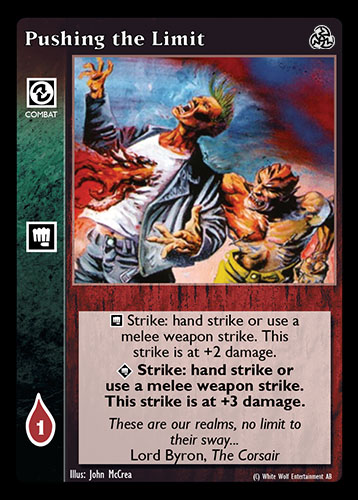 Pushing the Limit
COMBAT
Strike: hand strike or use a
melee weapon strike. This
strike is at +2 damage.
Strike: hand strike or
use a melee weapon strike.
This strike is at +3 damage.
These are our realms, no limit to
their sway...
Lord Byron, The Corsair
1
Illus: John McCrea
(C) White Wolf Entertainment AB